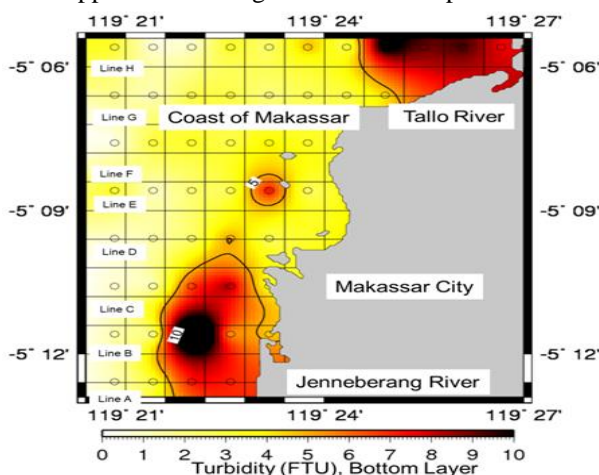 119° 21' 119° 24' 119° 27'
-5° 06' -5° 06'
Line H
Line G
Coast of Makassar Tallo River
Line F
5
-5° 09' Line E -5° 09'
Line D
Makassar City
Line C
10
-5° 12' Line B -5° 12'
Jenneberang River
Line A
119° 21' 119° 24' 119° 27'
0 1 2 3 4 5 6 7 8 9 10
Turbidity (FTU), Bottom Layer